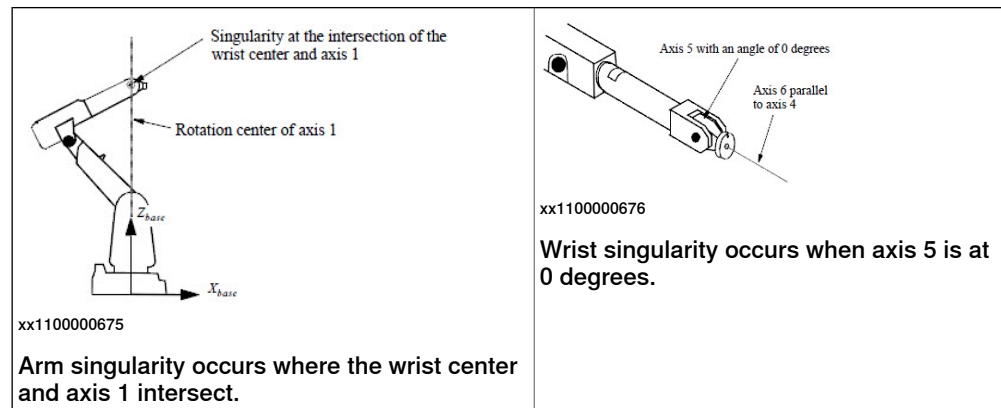 Singularity at the intersection of the
wrist center and axis 1
Rotation center of axis 1
Zbase
Xbase
xx1100000675
Arm singularity occurs where the wrist center
and axis 1 intersect.
Axis 5 with an angle of 0 degrees
Axis 6 parallel
to axis 4
xx1100000676
Wrist singularity occurs when axis 5 is at
0 degrees.